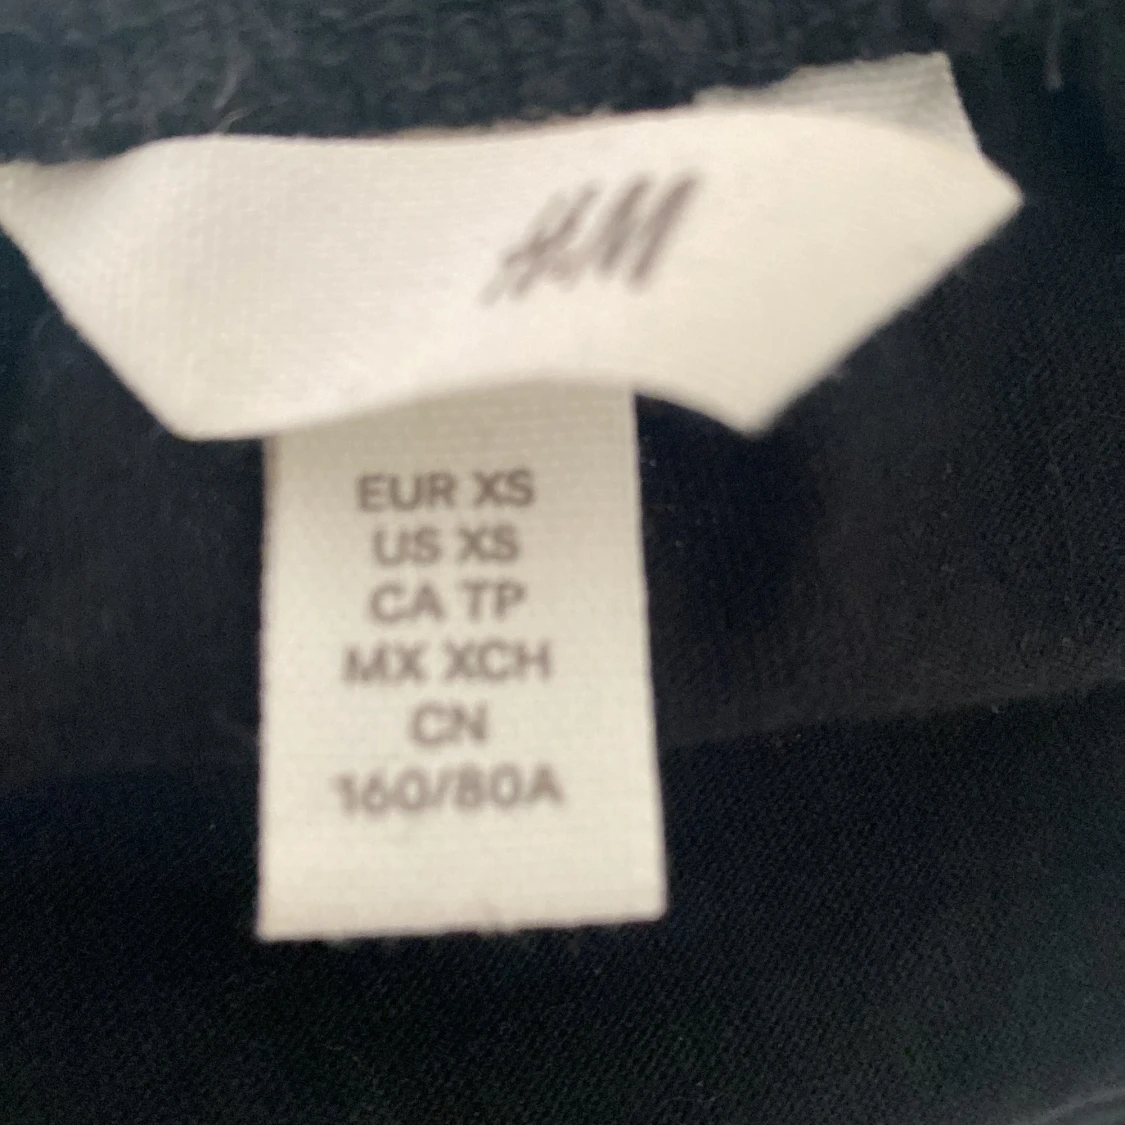 H&M
EUR XS
US XS
CA TP
MX XCH
CN
160/80A